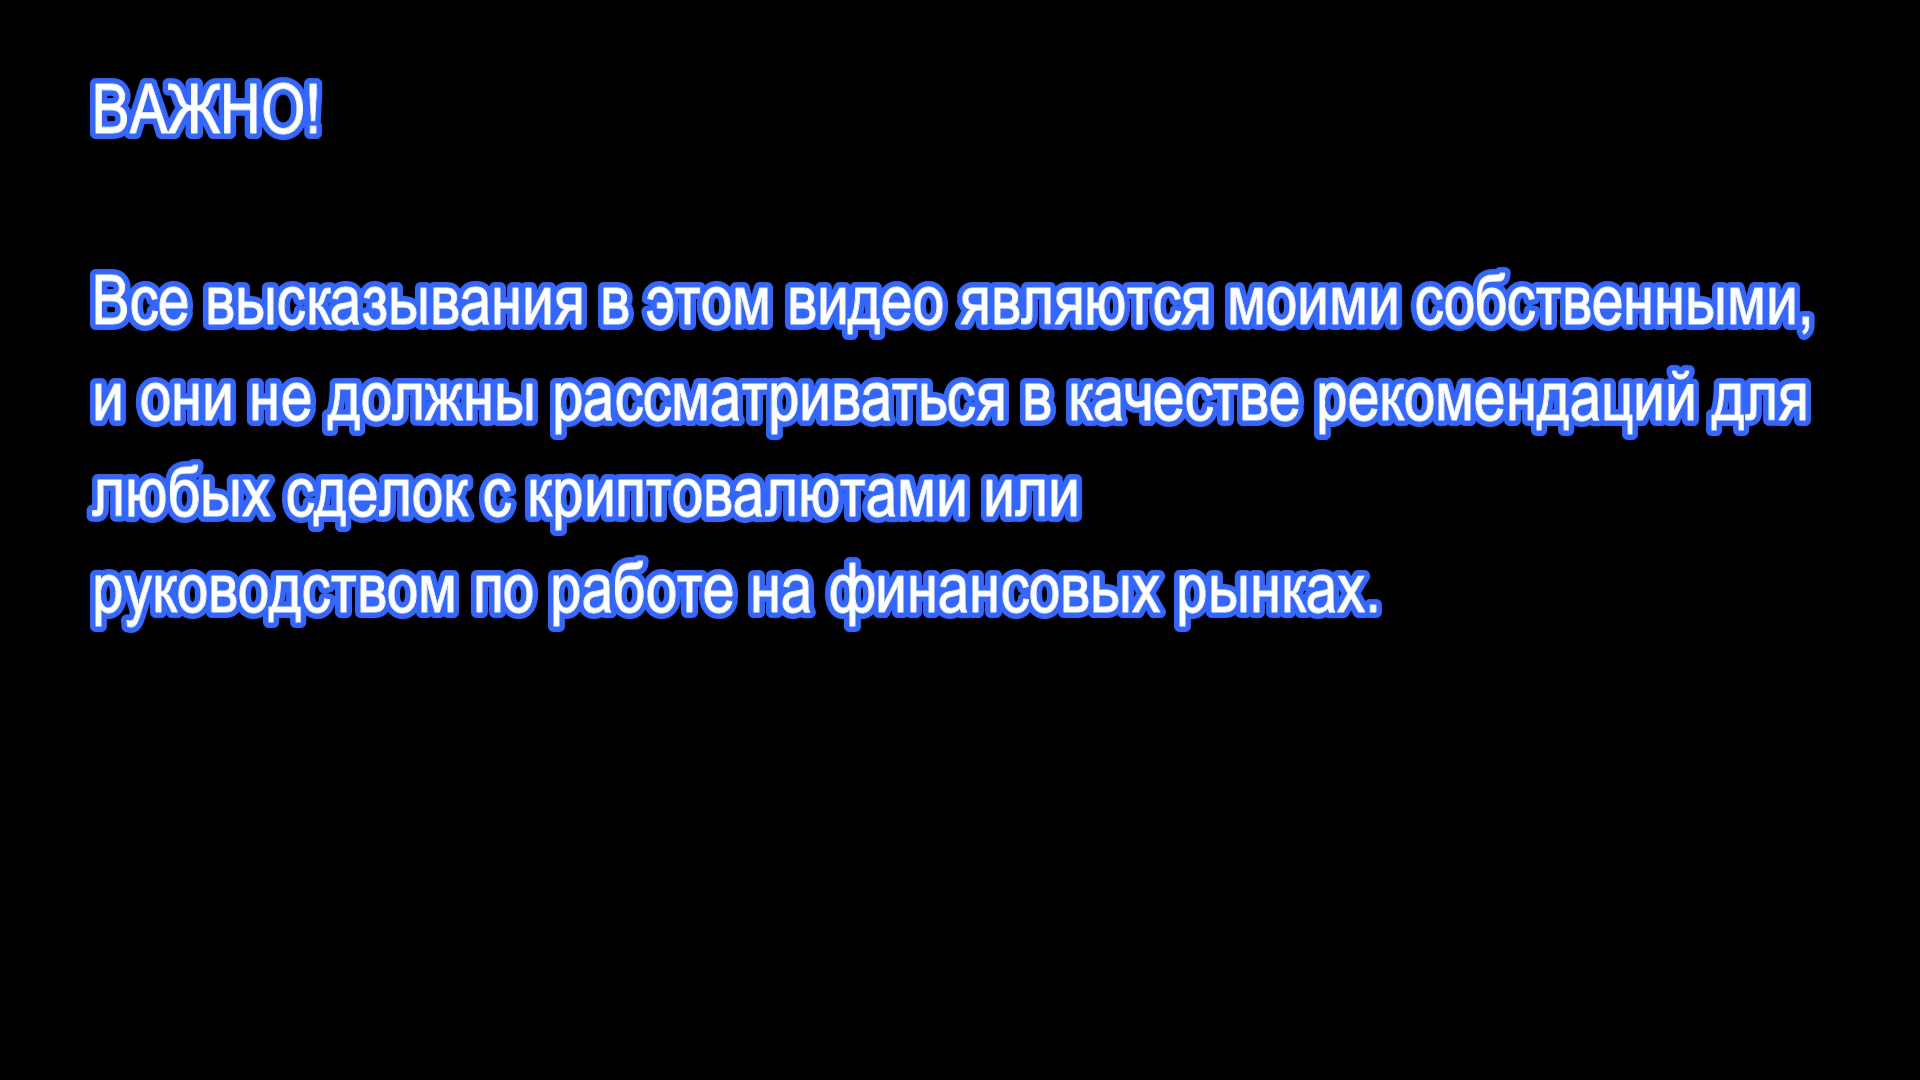 ВАЖНО!
Все высказывания в этом видео являются моими собственными,
и они не должны рассматриваться в качестве рекомендаций для
любых сделок с криптовалютами или
руководством по работе на финансовых рынках.